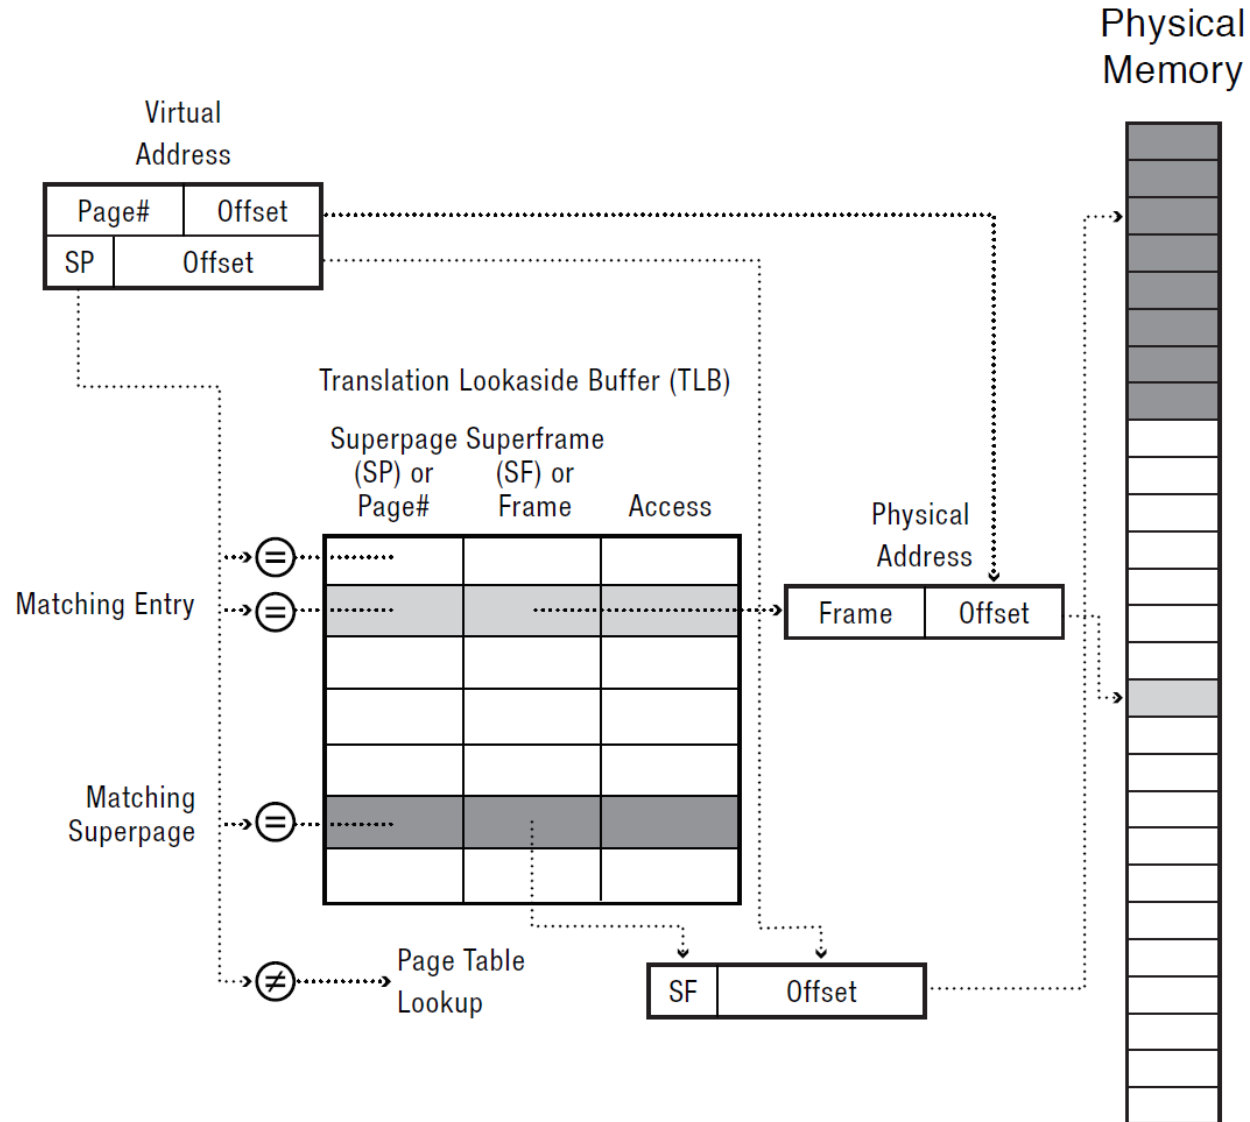 Physical
Memory
Virtual
Address
Page#
Offset
SP
Offset
Translation Lookaside Buffer (TLB)
Superpage Superframe
(SP) or
(SF) or
Page#
Frame
Access
Physical
Address
=
Matching Entry
=
Frame
Offset
Matching
Superpage
=
≠
Page Table
Lookup
SF
Offset